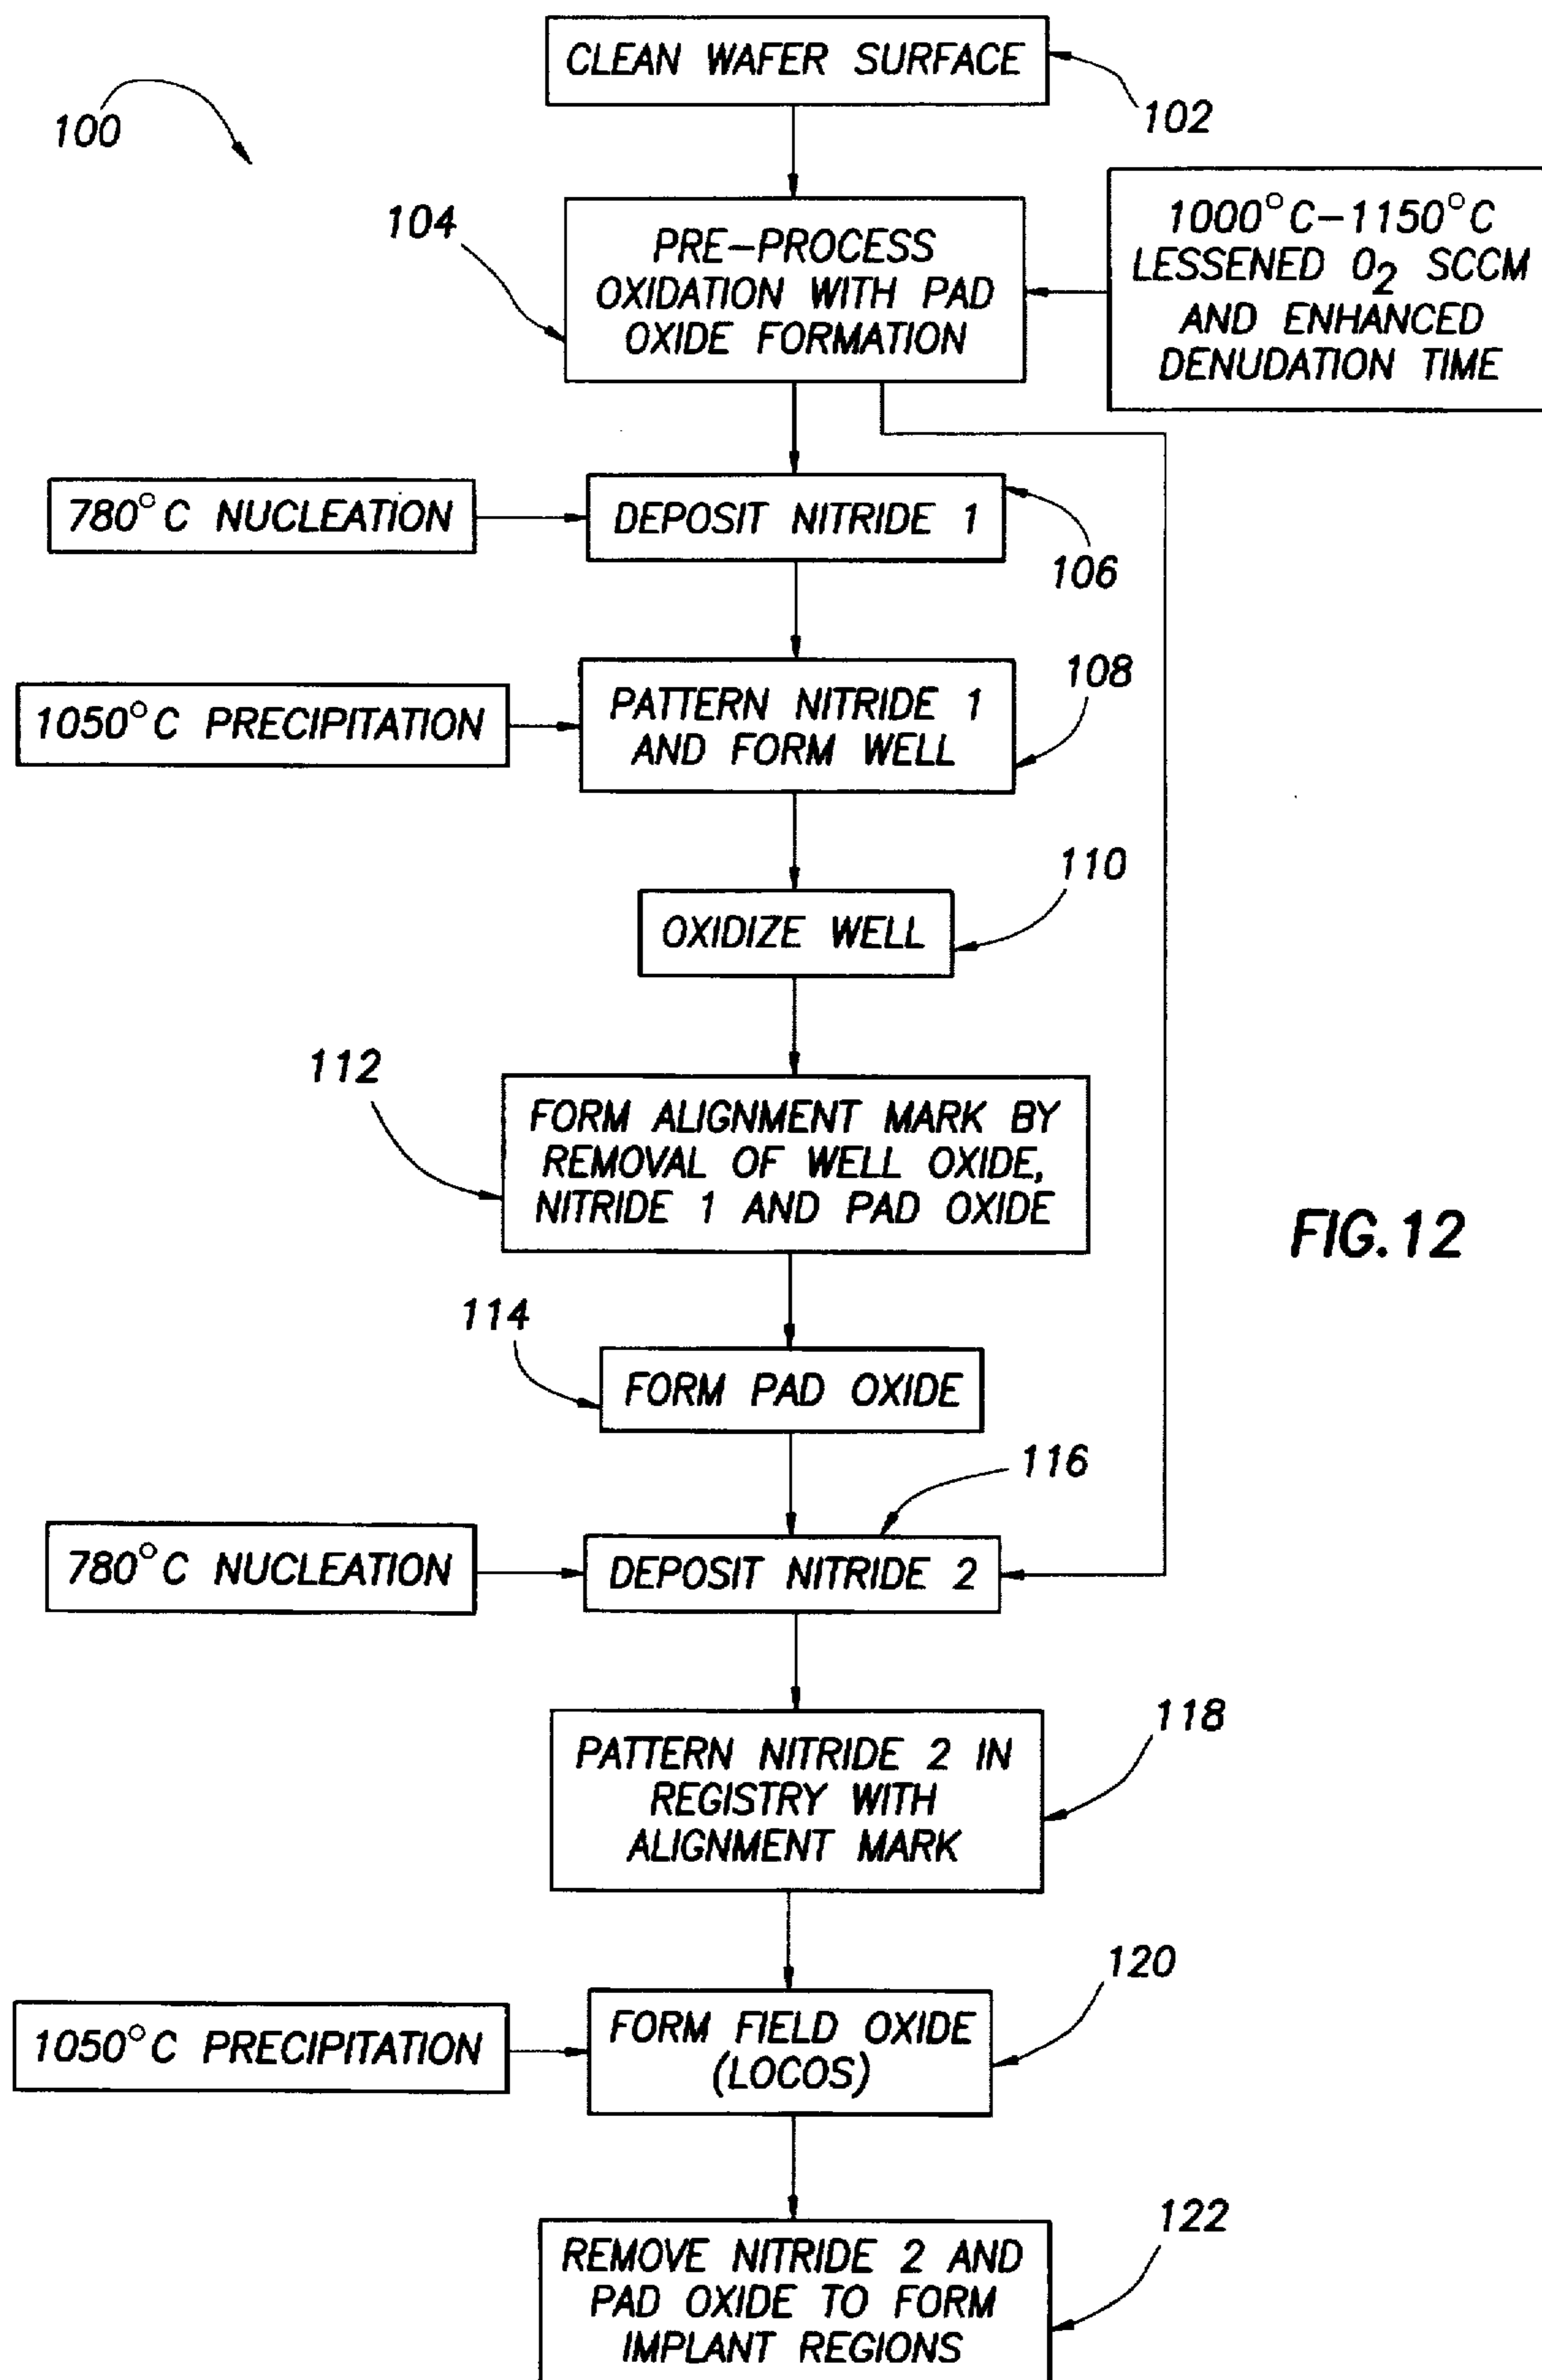 CLEAN WAFER SURFACE
102
100
104
PRE-PROCESS
OXIDATION WITH PAD
OXIDE FORMATION
1000°C-1150°C
LESSENED O2 SCCM
AND ENHANCED
DENUDATION TIME
780°C NUCLEATION
DEPOSIT NITRIDE 1
106
1050°C PRECIPITATION
PATTERN NITRIDE 1
AND FORM WELL
108
OXIDIZE WELL
110
112
FORM ALIGNMENT MARK BY
REMOVAL OF WELL OXIDE,
NITRIDE 1 AND PAD OXIDE
FIG.12
114
FORM PAD OXIDE
116
780°C NUCLEATION
DEPOSIT NITRIDE 2
118
PATTERN NITRIDE 2 IN
REGISTRY WITH
ALIGNMENT MARK
120
1050°C PRECIPITATION
FORM FIELD OXIDE
(LOCOS)
122
REMOVE NITRIDE 2 AND
PAD OXIDE TO FORM
IMPLANT REGIONS